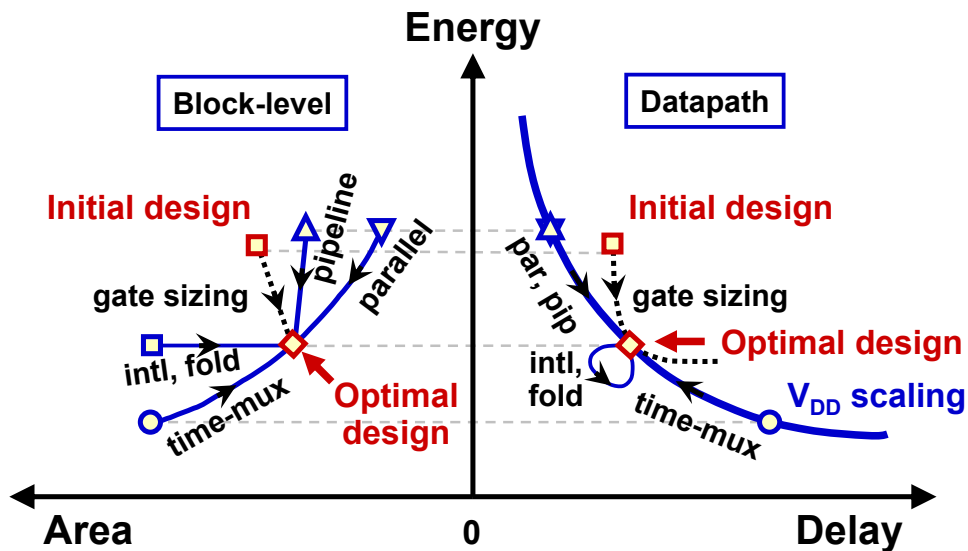 Energy
Block-level
Datapath
Initial design
pipeline
parallel
gate sizing
intl, fold
time-mux
Optimal
design
Initial design
par, pip
gate sizing
Optimal design
intl,
fold
time-mux
VDD scaling
Area
0
Delay